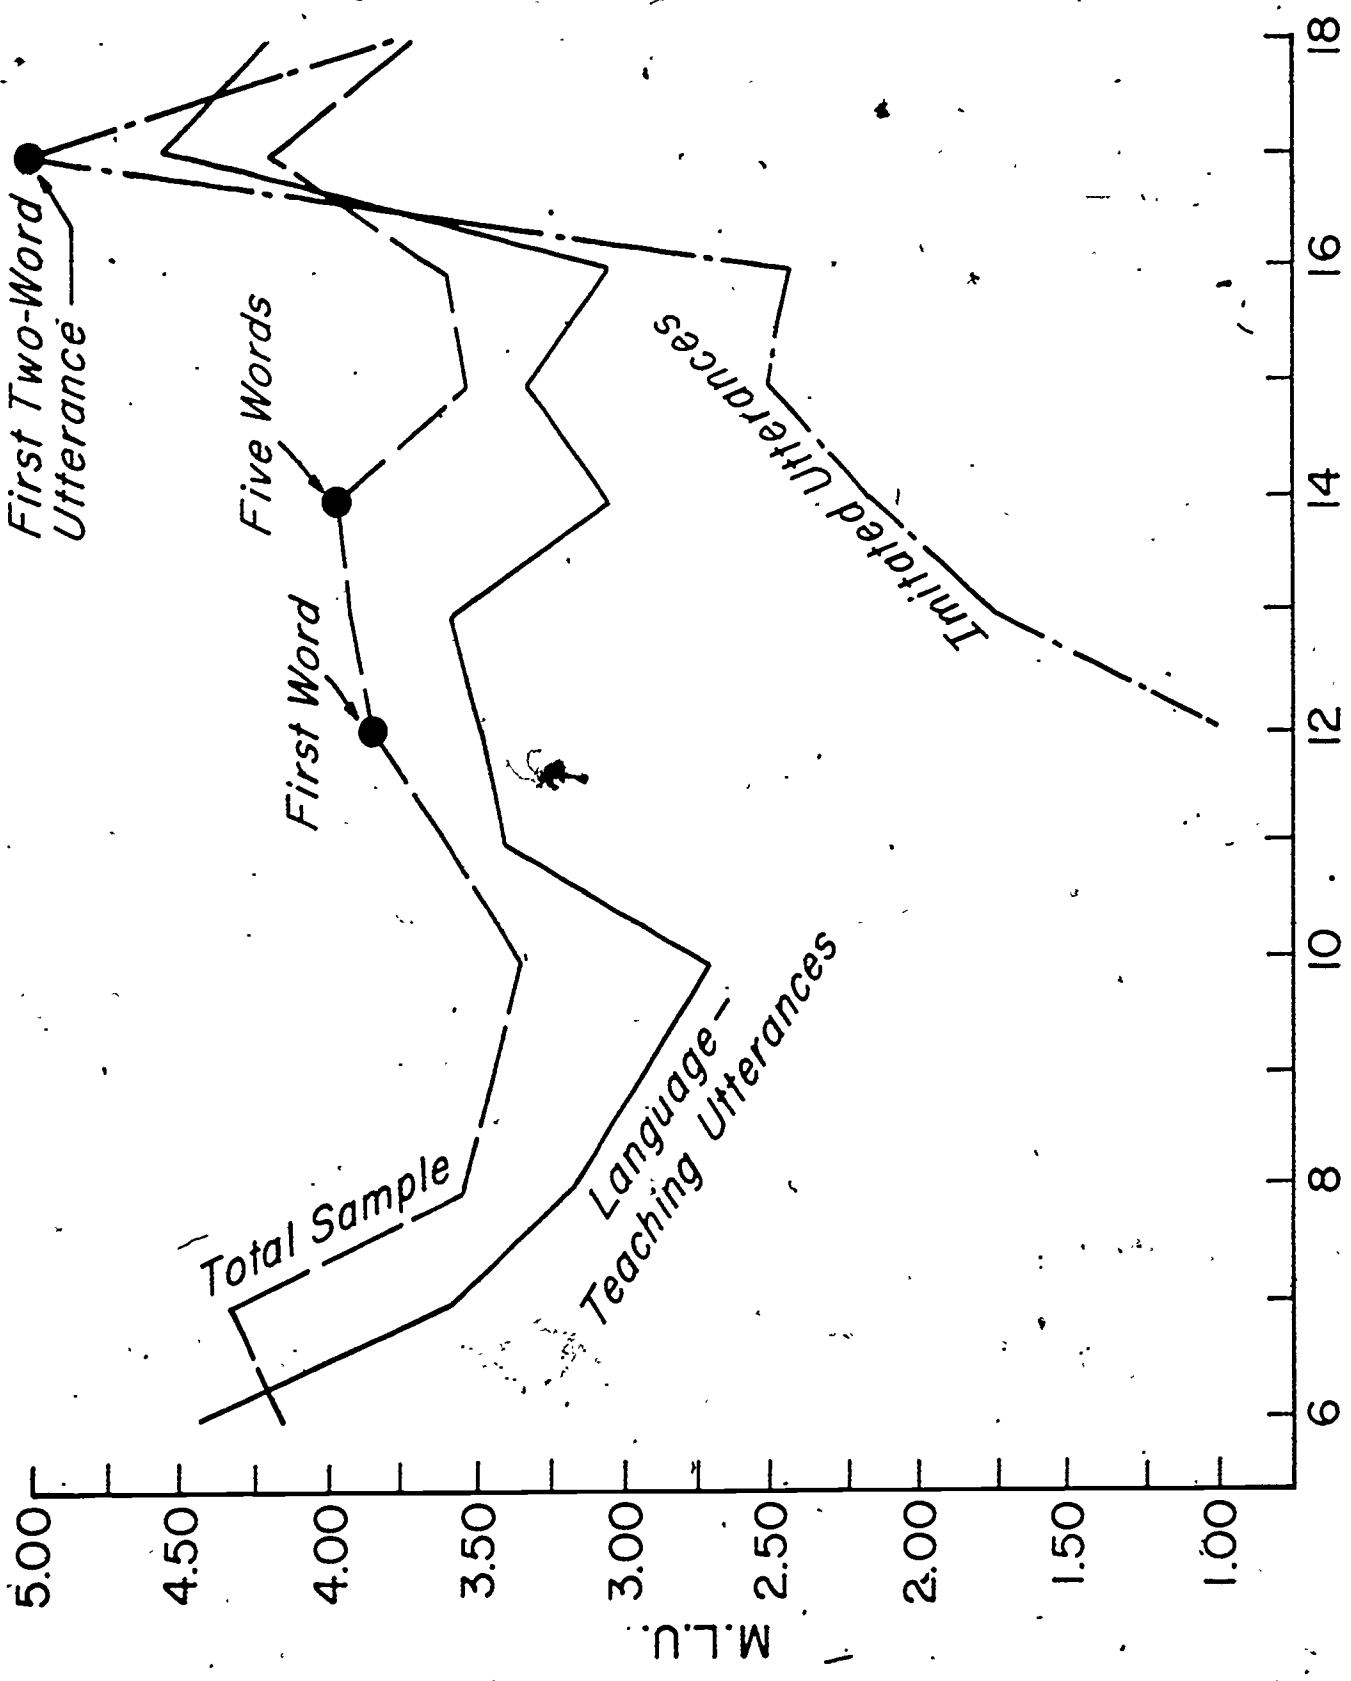 First Two-Word
Utterance
Five Words
First Word
Total Sample
Language-
Teaching Utterances
Imitated Utterances
M.L.U.
5.00
4.50
4.00
3.50
3.00
2.50
2.00
1.50
1.00
6
8
10
12
14
16
18